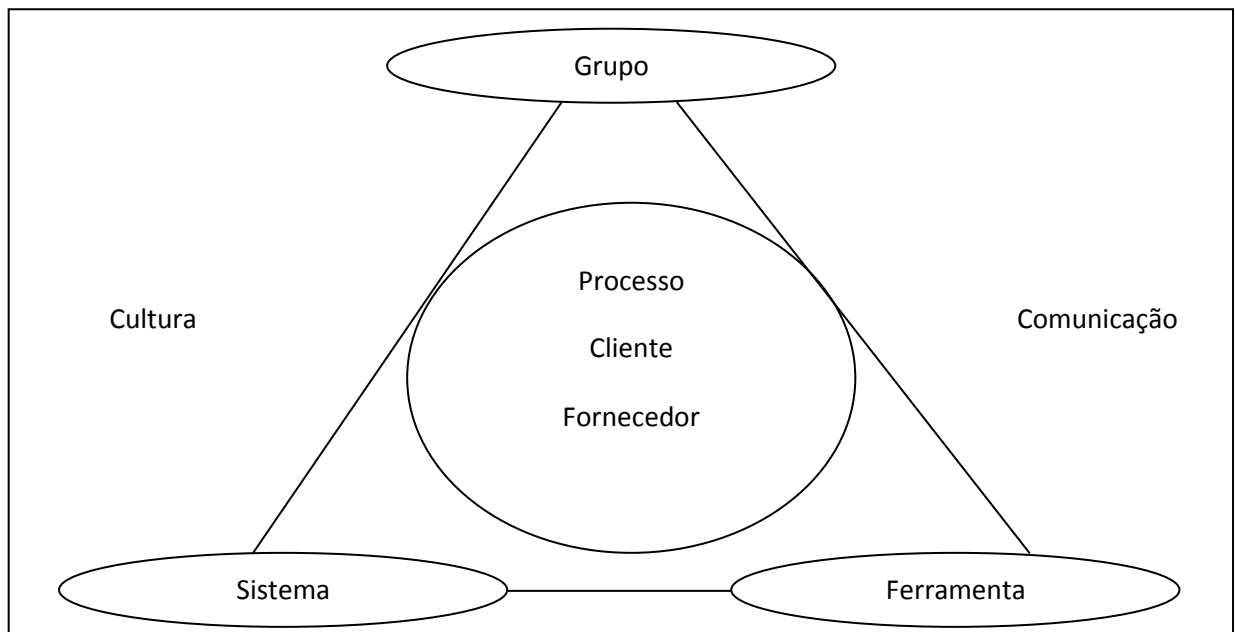 Grupo
Processo
Cultura
Comunicação
Cliente
Fornecedor
Sistema
Ferramenta